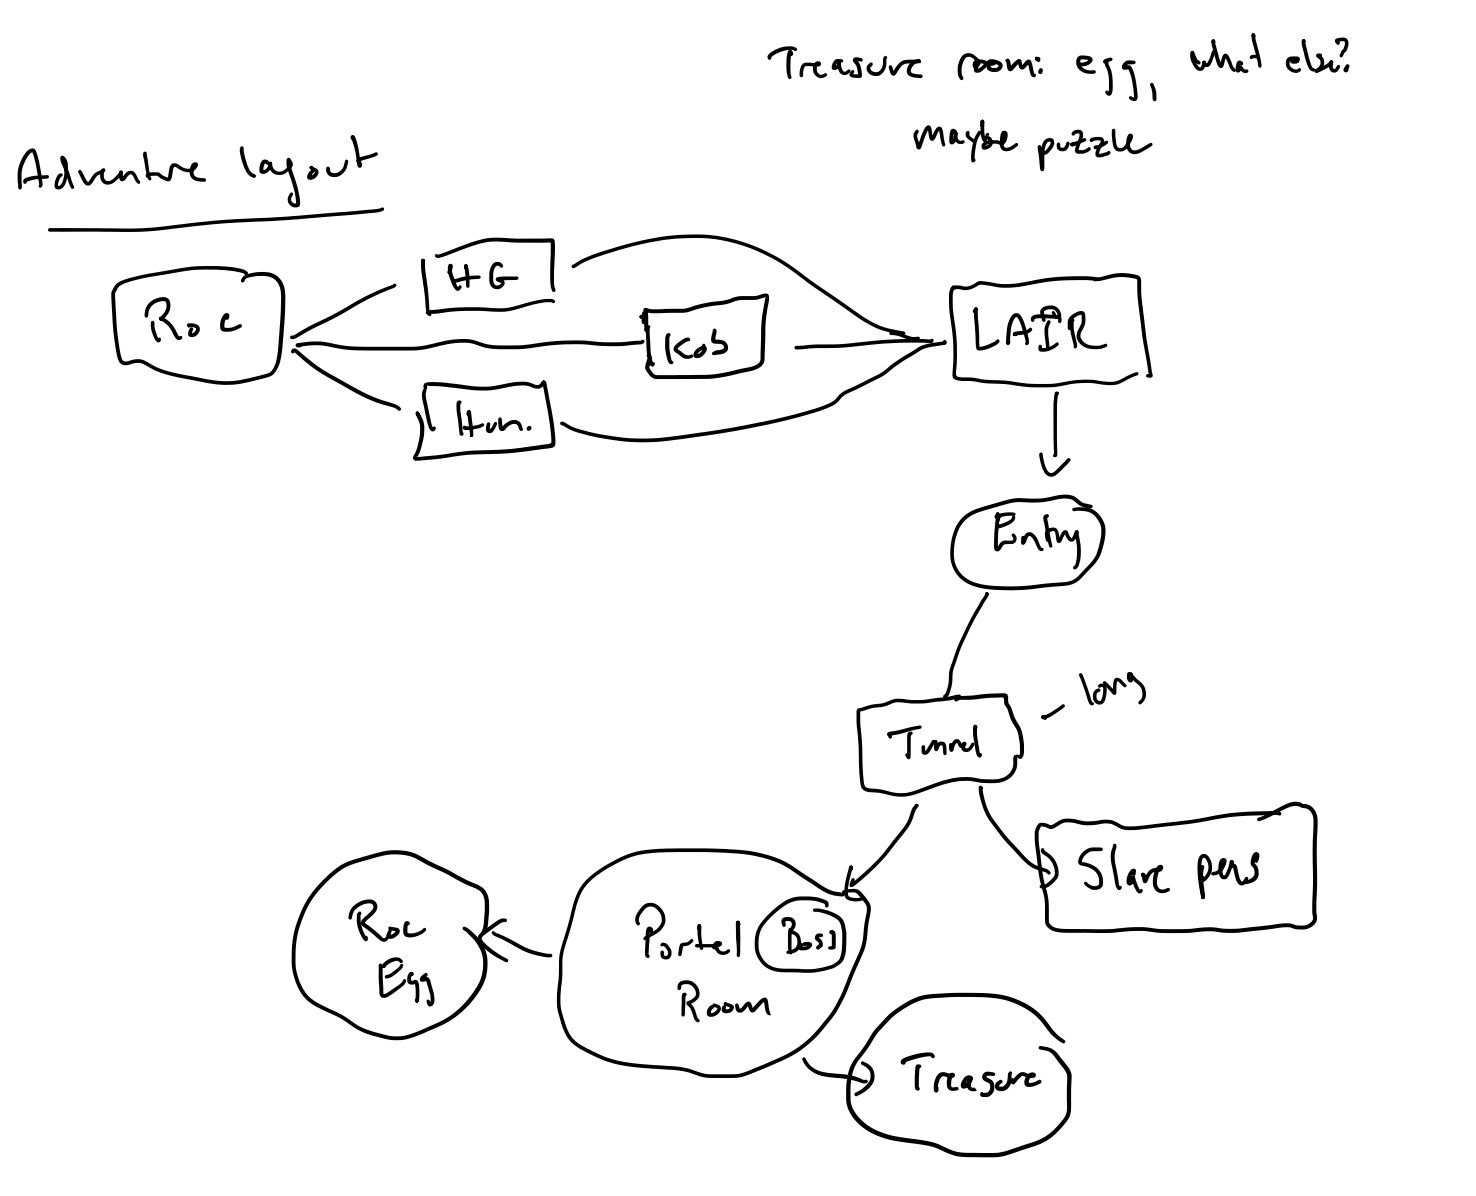 Treasure room: egg, what else?
maybe puzzle
Adventure layout
HG
Roc
Kob
LAIR
Hum.
Entry
long
Tunnel
Slave pens
Roc
Egg
Portal
Room
Boss
Treasure